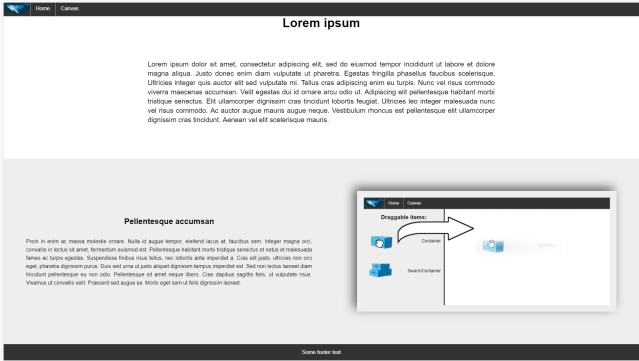 Home Canvas
Lorem ipsum
Lorem ipsum dolor sit amet, consectetur adipiscing elit, sed do eiusmod tempor incididunt ut labore et dolore
magna aliqua. Justo donec enim diam vulputate ut pharetra. Egestas fringilla phasellus faucibus scelerisque.
Ultricies integer quis auctor elit sed vulputate mi. Tellus cras adipiscing enim eu turpis. Nunc vel risus commodo
viverra maecenas accumsan. Velit egestas dui id ornare arcu odio ut. Adipiscing elit pellentesque habitant morbi
tristique senectus. Elit ullamcorper dignissim cras tincidunt lobortis feugiat. Ultricies leo integer malesuada nunc
vel risus commodo. Ac auctor augue mauris augue neque. Vestibulum rhoncus est pellentesque elit ullamcorper
dignissim cras tincidunt. Aenean vel elit scelerisque mauris.
Pellentesque accumsan
Proin in enim ac massa molestie ornare. Nulla id augue tempor, eleifend lacus at, faucibus sem. Integer magna orci,
convallis in lectus sit amet, fermentum euismod est. Pellentesque habitant morbi tristique senectus et netus et malesuada
fames ac turpis egestas. Suspendisse finibus risus tellus, nec lobortis ante imperdiet a. Cras elit justo, ultricies non orci
eget, pharetra dignissim purus. Duis sed urna ut justo aliquet dignissim tempus imperdiet est. Sed non lectus laoreet diam
tincidunt pellentesque eu non odio. Pellentesque sit amet neque libero. Cras dapibus sagittis felis, ut vulputate risus.
Vivamus ut convallis velit. Praesent sed augue ex. Morbi eget sem ut felis dignissim laoreet.
Home Canvas
Draggable items:
Container
SwarmContainer
Some footer text